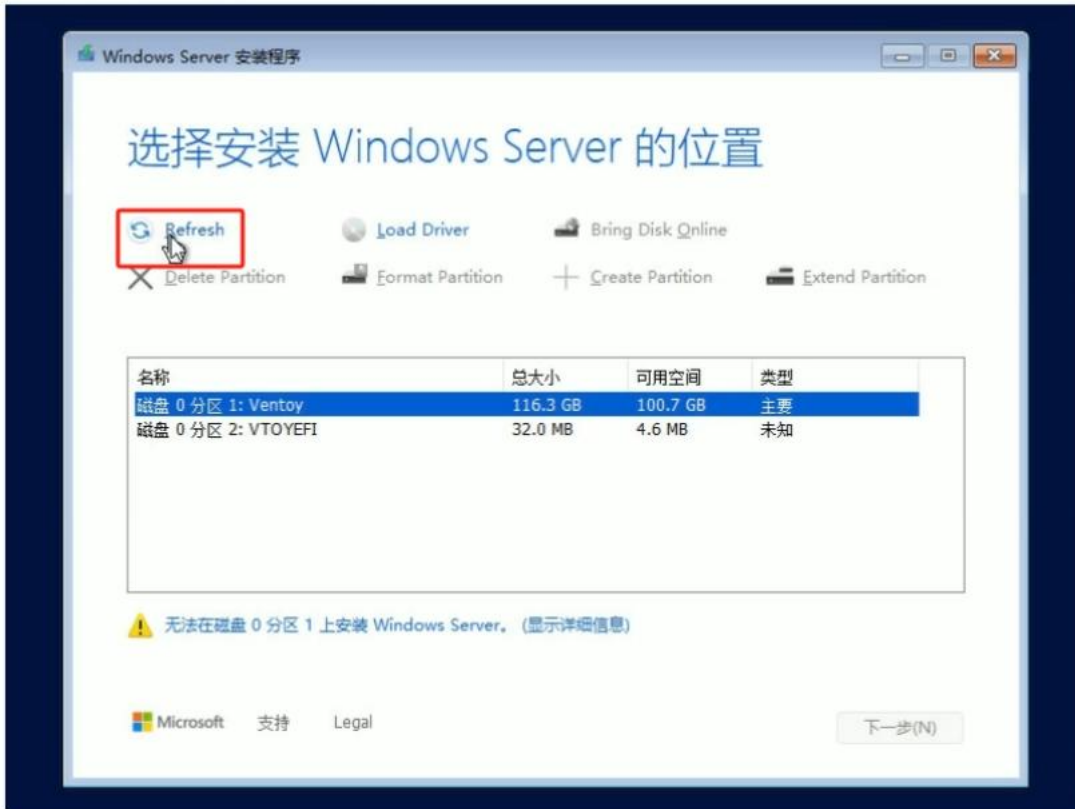 Windows Server 安装程序
选择安装 Windows Server 的位置
Refresh Load Driver Bring Disk Online
Delete Partition Format Partition Create Partition Extend Partition
名称 总大小 可用空间 类型
磁盘 0 分区 1: Ventoy 116.3 GB 100.7 GB 主要
磁盘 0 分区 2: VTOYEFI 32.0 MB 4.6 MB 未知
无法在磁盘 0 分区 1 上安装 Windows Server。 (显示详细信息)
Microsoft 支持 Legal 下一步(N)